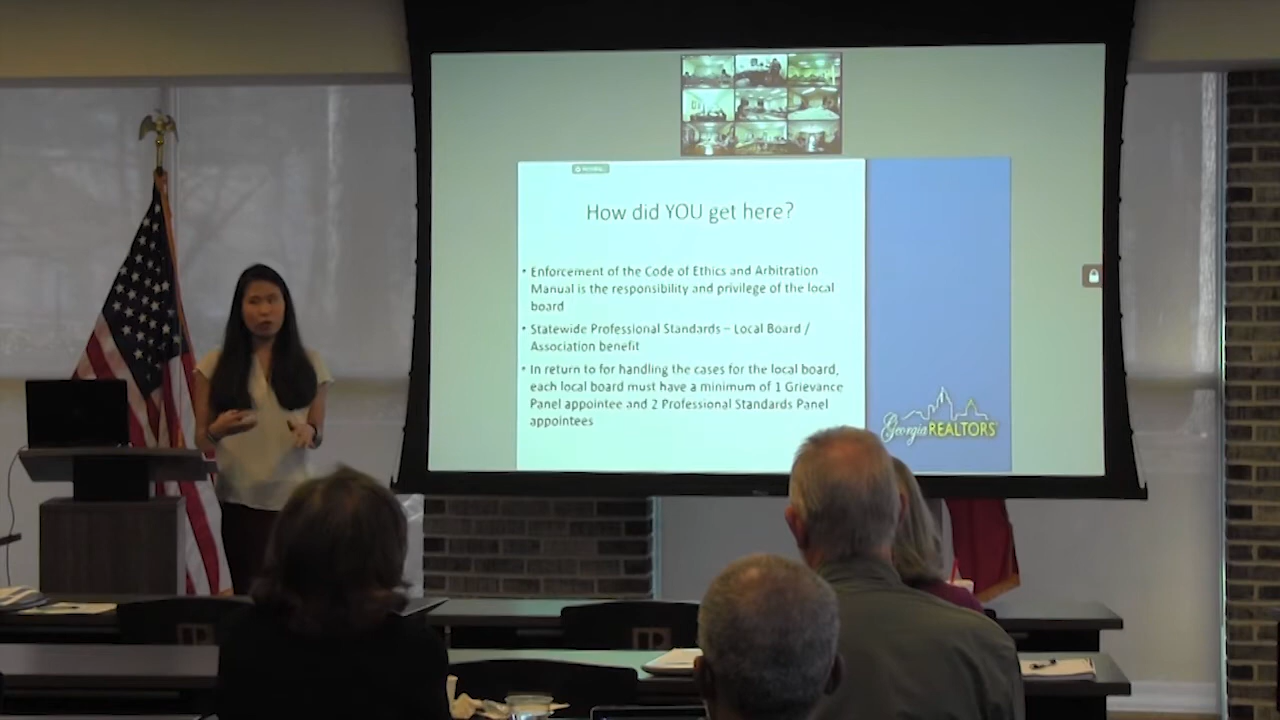 How did YOU get here?
• Enforcement of the Code of Ethics and Arbitration
Manual is the responsibility and privilege of the local
board
• Statewide Professional Standards – Local Board /
Association benefit
• In return to for handling the cases for the local board,
each local board must have a minimum of 1 Grievance
Panel appointee and 2 Professional Standards Panel
appointees
Georgia REALTORS®